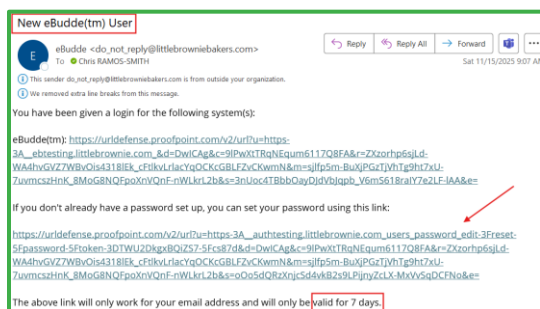 New eBudde(tm) User
E
eBudde <do_not_reply@littlebrowniebakers.com>
To Chris RAMOS-SMITH
Reply
Reply All
Forward
Sat 11/15/2025 9:07 AM
This sender do_not_reply@littlebrowniebakers.com is from outside your organization.
We removed extra line breaks from this message.
You have been given a login for the following system(s):
eBudde(tm): https://urldefense.proofpoint.com/v2/url?u=https-
3A__ebtesting.littlebrownie.com_&d=DwICAg&c=9IPwXtTRqNEqum6117Q8FA&r=ZXzorhp6sjLd-
WA4hvGVZ7WBvOis4318IEk_cFtlkvLrlacYqOCKcGBLFZvCKwmN&m=sjlfp5m-BuXjPGzTjVhTg9ht7xU-
7uvmcszHnK_8MoG8NQFpoXnVQnF-nWLkrL2b&s=3nUoc4TBbbOayDJdVbJqpb_V6m5618raIY7e2LF-lAA&e=
If you don't already have a password set up, you can set your password using this link:
https://urldefense.proofpoint.com/v2/url?u=https-3A__authtesting.littlebrownie.com_users_password_edit-3Freset-
5Fpassword-5Ftoken-3DTWU2DkgxBQiZS7-5Fcs87d&d=DwICAg&c=9IPwXtTRqNEqum6117Q8FA&r=ZXzorhp6sjLd-
WA4hvGVZ7WBvOis4318IEk_cFtlkvLrlacYqOCKcGBLFZvCKwmN&m=sjlfp5m-BuXjPGzTjVhTg9ht7xU-
7uvmcszHnK_8MoG8NQFpoXnVQnF-nWLkrL2b&s=oOo5dQRzXnjcSd4vkB2s9LPijnyZcLX-MxVvSqDCFNo&e=
The above link will only work for your email address and will only be valid for 7 days.